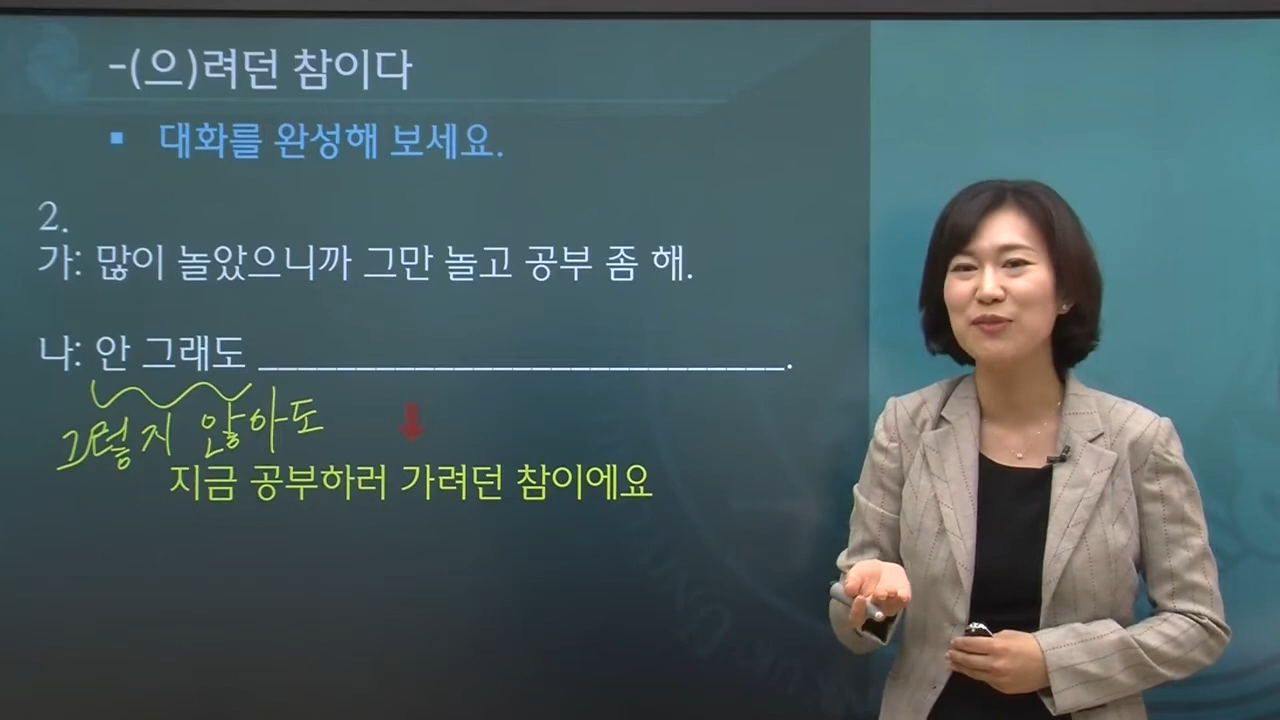 -(으)려던 참이다
▪ 대화를 완성해 보세요.
2.
가: 많이 놀았으니까 그만 놀고 공부 좀 해.
나: 안 그래도 ______________________________.
그렇지 않아도
지금 공부하러 가려던 참이에요